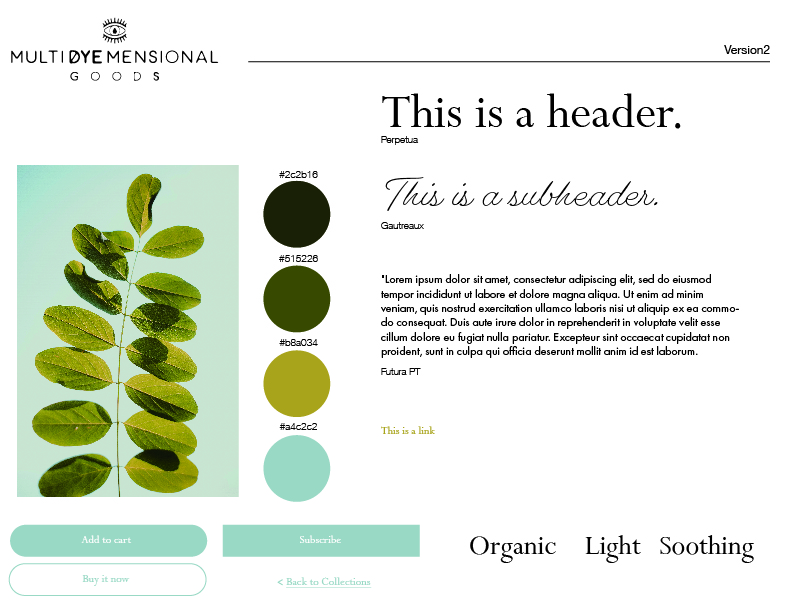 MULTIDYEMENSIONAL
GOODS
Version2
This is a header.
Perpetua
This is a subheader.
Gautreaux
#2c2b16
#515226
#b8a034
#a4c2c2
"Lorem ipsum dolor sit amet, consectetur adipiscing elit, sed do eiusmod
tempor incididunt ut labore et dolore magna aliqua. Ut enim ad minim
veniam, quis nostrud exercitation ullamco laboris nisi ut aliquip ex ea commo-
do consequat. Duis aute irure dolor in reprehenderit in voluptate velit esse
cillum dolore eu fugiat nulla pariatur. Excepteur sint occaecat cupidatat non
proident, sunt in culpa qui officia deserunt mollit anim id est laborum.
Futura PT
This is a link
Add to cart
Subscribe
Buy it now
< Back to Collections
Organic Light Soothing